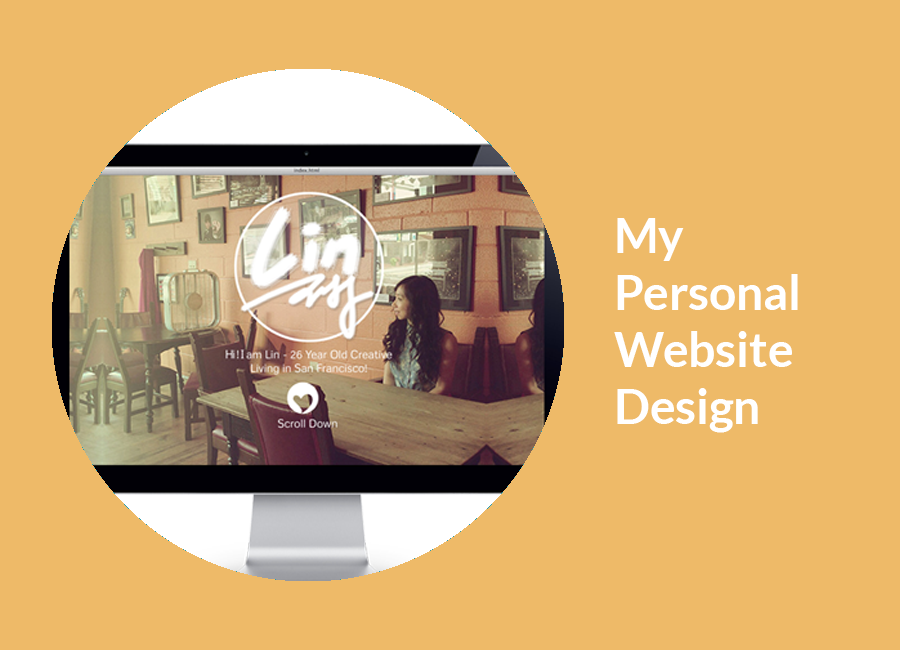 index.html
Lin
Hi! I am Lin - 26 Year Old Creative
Living in San Francisco!
Scroll Down
My
Personal
Website
Design